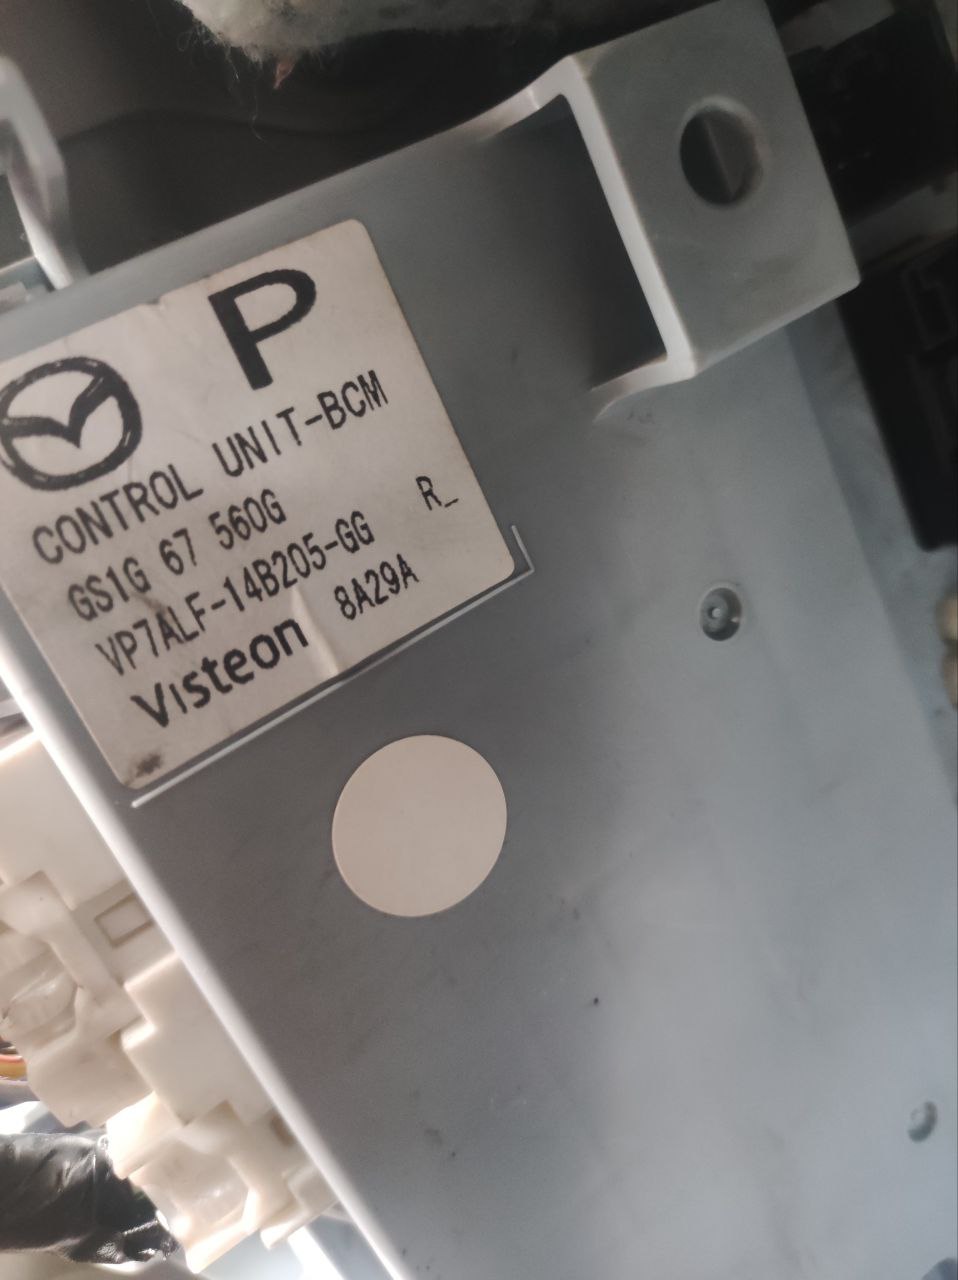 P
CONTROL UNIT-BCM
GS1G 67 560G R_
VP7ALF-14B205-GG
Visteon 8A29A